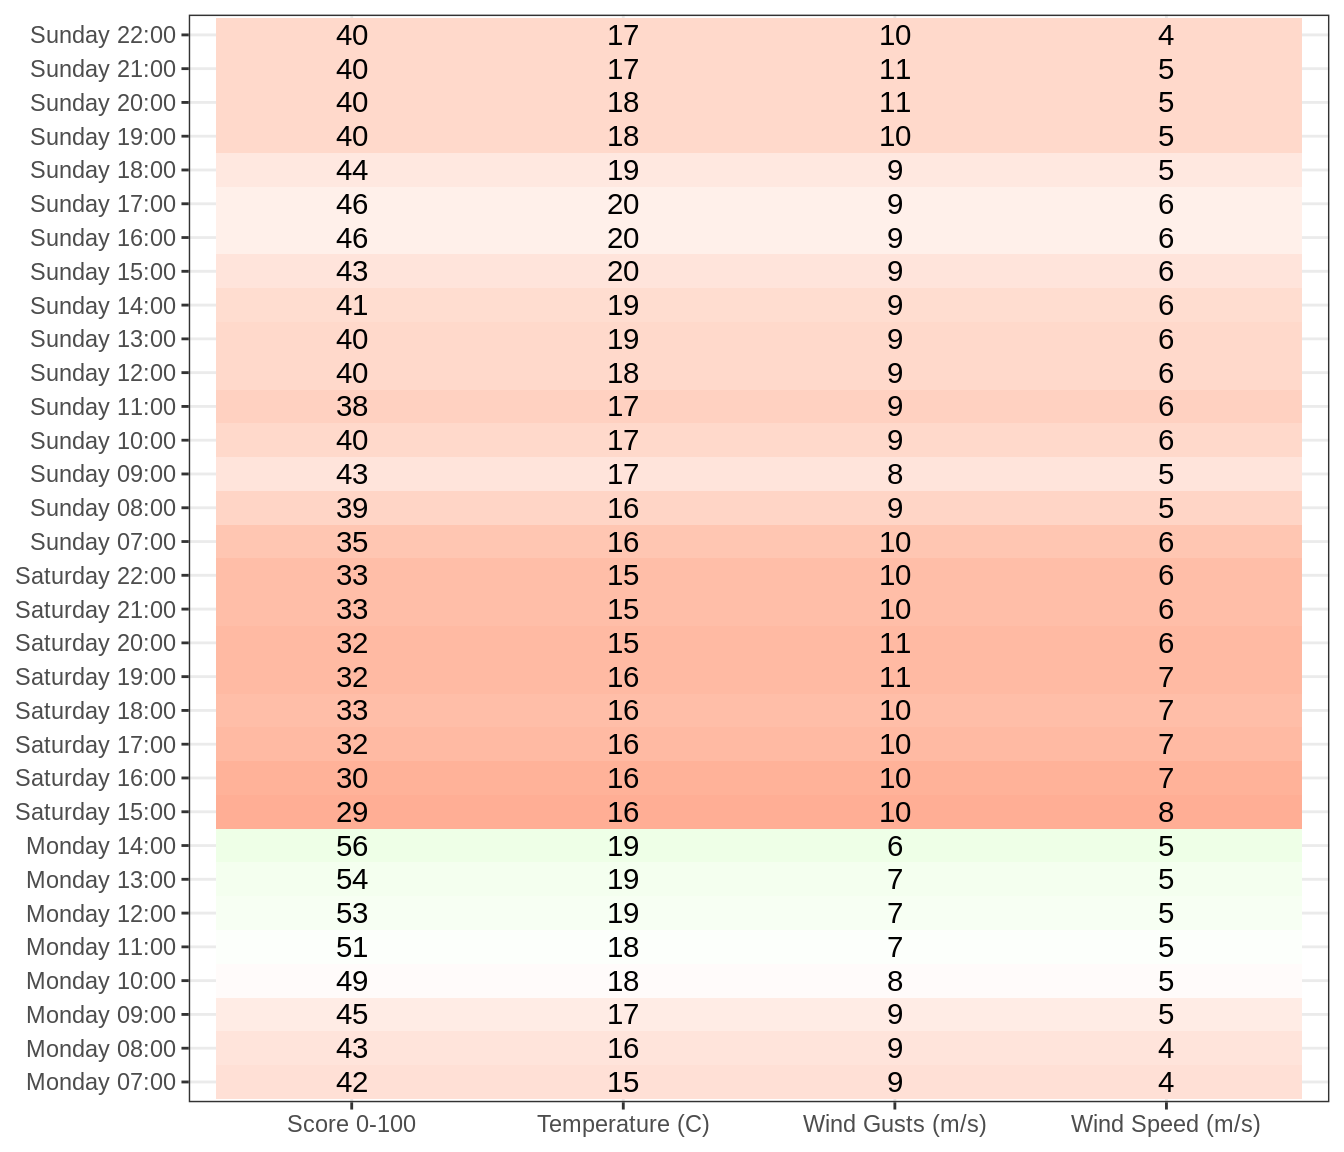 Sunday 22:00 40 17 10 4
Sunday 21:00 40 17 11 5
Sunday 20:00 40 18 11 5
Sunday 19:00 40 18 10 5
Sunday 18:00 44 19 9 5
Sunday 17:00 46 20 9 6
Sunday 16:00 46 20 9 6
Sunday 15:00 43 20 9 6
Sunday 14:00 41 19 9 6
Sunday 13:00 40 19 9 6
Sunday 12:00 40 18 9 6
Sunday 11:00 38 17 9 6
Sunday 10:00 40 17 9 6
Sunday 09:00 43 17 8 5
Sunday 08:00 39 16 9 5
Sunday 07:00 35 16 10 6
Saturday 22:00 33 15 10 6
Saturday 21:00 33 15 10 6
Saturday 20:00 32 15 11 6
Saturday 19:00 32 16 11 7
Saturday 18:00 33 16 10 7
Saturday 17:00 32 16 10 7
Saturday 16:00 30 16 10 7
Saturday 15:00 29 16 10 8
Monday 14:00 56 19 6 5
Monday 13:00 54 19 7 5
Monday 12:00 53 19 7 5
Monday 11:00 51 18 7 5
Monday 10:00 49 18 8 5
Monday 09:00 45 17 9 5
Monday 08:00 43 16 9 4
Monday 07:00 42 15 9 4
Score 0-100 Temperature (C) Wind Gusts (m/s) Wind Speed (m/s)